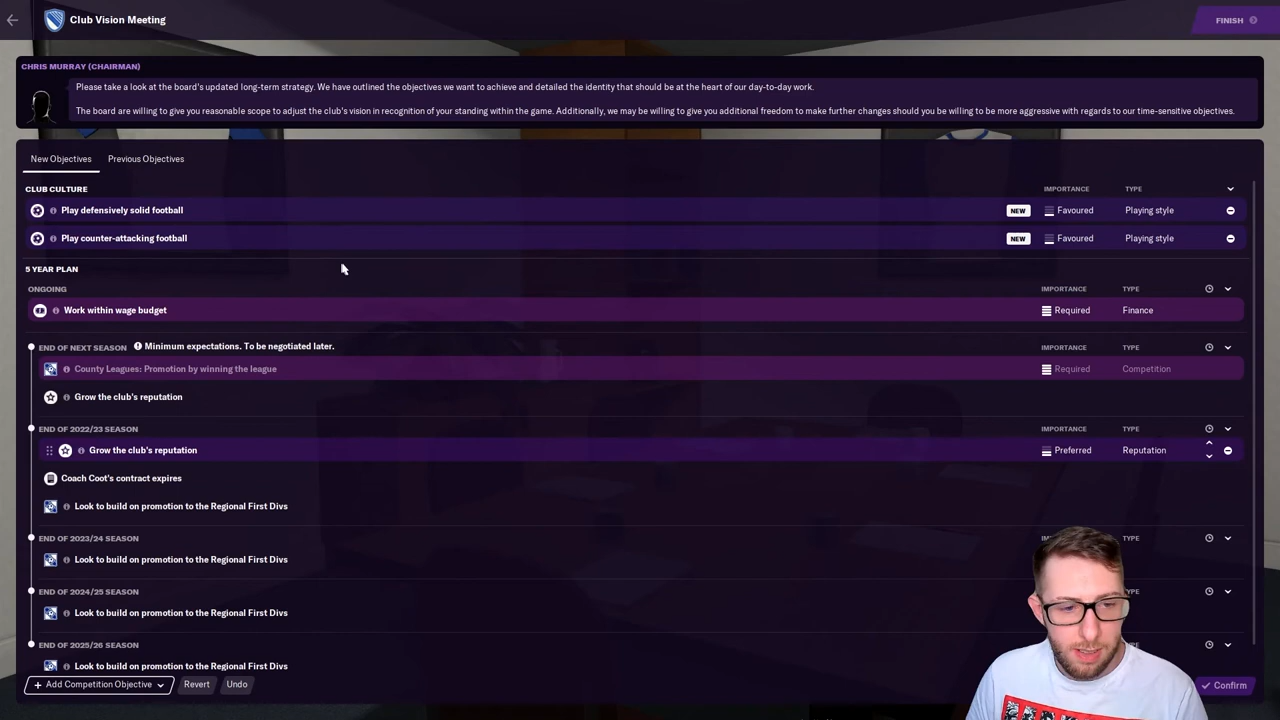 Club Vision Meeting
FINISH
CHRIS MURRAY (CHAIRMAN)
Please take a look at the board's updated long-term strategy. We have outlined the objectives we want to achieve and detailed the identity that should be at the heart of our day-to-day work.
The board are willing to give you reasonable scope to adjust the club's vision in recognition of your standing within the game. Additionally, we may be willing to give you additional freedom to make further changes should you be willing to be more aggressive with regards to our time-sensitive objectives.
New Objectives Previous Objectives
CLUB CULTURE IMPORTANCE TYPE
Play defensively solid football NEW Favoured Playing style
Play counter-attacking football NEW Favoured Playing style
5 YEAR PLAN
ONGOING IMPORTANCE TYPE
Work within wage budget Required Finance
END OF NEXT SEASON Minimum expectations. To be negotiated later. IMPORTANCE TYPE
County Leagues: Promotion by winning the league Required Competition
Grow the club's reputation
END OF 2022/23 SEASON IMPORTANCE TYPE
Grow the club's reputation Preferred Reputation
Coach Coot's contract expires
Look to build on promotion to the Regional First Divs
END OF 2023/24 SEASON TYPE
Look to build on promotion to the Regional First Divs
END OF 2024/25 SEASON
Look to build on promotion to the Regional First Divs
END OF 2025/26 SEASON
Look to build on promotion to the Regional First Divs
+ Add Competition Objective Revert Undo Confirm